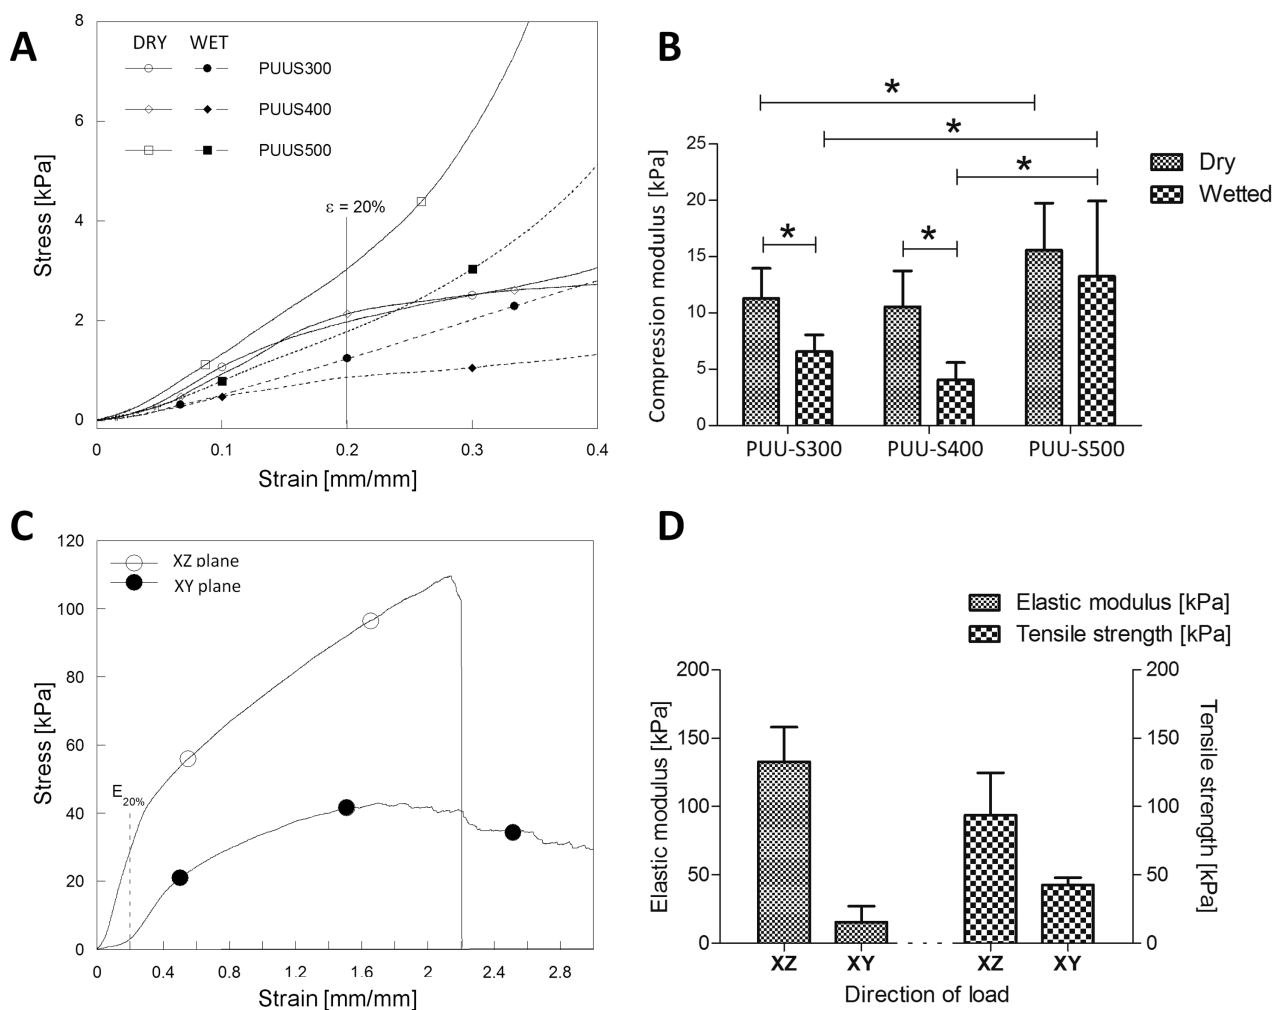 A
DRY WET
PUUS300
PUUS400
PUUS500
ε = 20%
8
6
4
2
0
0 0.1 0.2 0.3 0.4
Stress [kPa]
Strain [mm/mm]
B
*
*
*
*
*
Dry
Wetted
25
20
15
10
5
0
Compression modulus [kPa]
PUU-S300 PUU-S400 PUU-S500
C
XZ plane
XY plane
E20%
120
100
80
60
40
20
0
0 0.4 0.8 1.2 1.6 2 2.4 2.8
Stress [kPa]
Strain [mm/mm]
D
Elastic modulus [kPa]
Tensile strength [kPa]
200 200
150 150
100 100
50 50
0 0
Elastic modulus [kPa]
Tensile strength [kPa]
XZ XY XZ XY
Direction of load